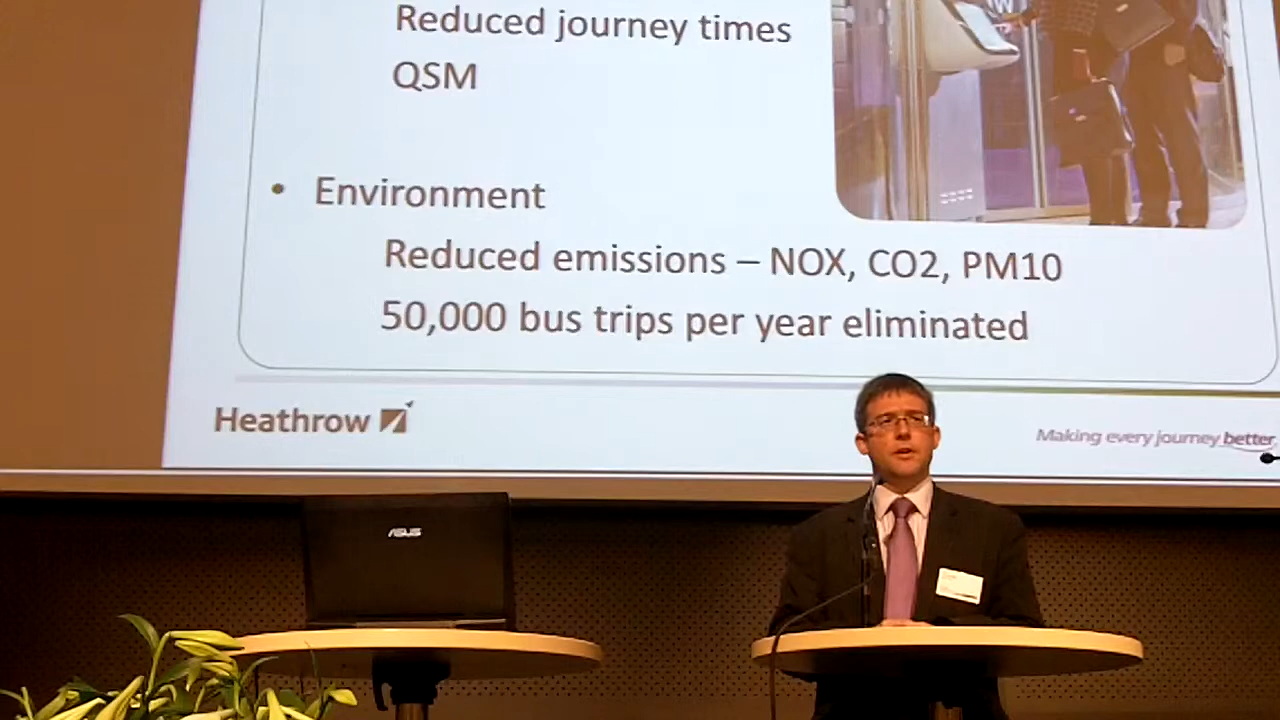 Reduced journey times
QSM
• Environment
Reduced emissions – NOX, CO2, PM10
50,000 bus trips per year eliminated
Heathrow
Making every journey better
ASUS